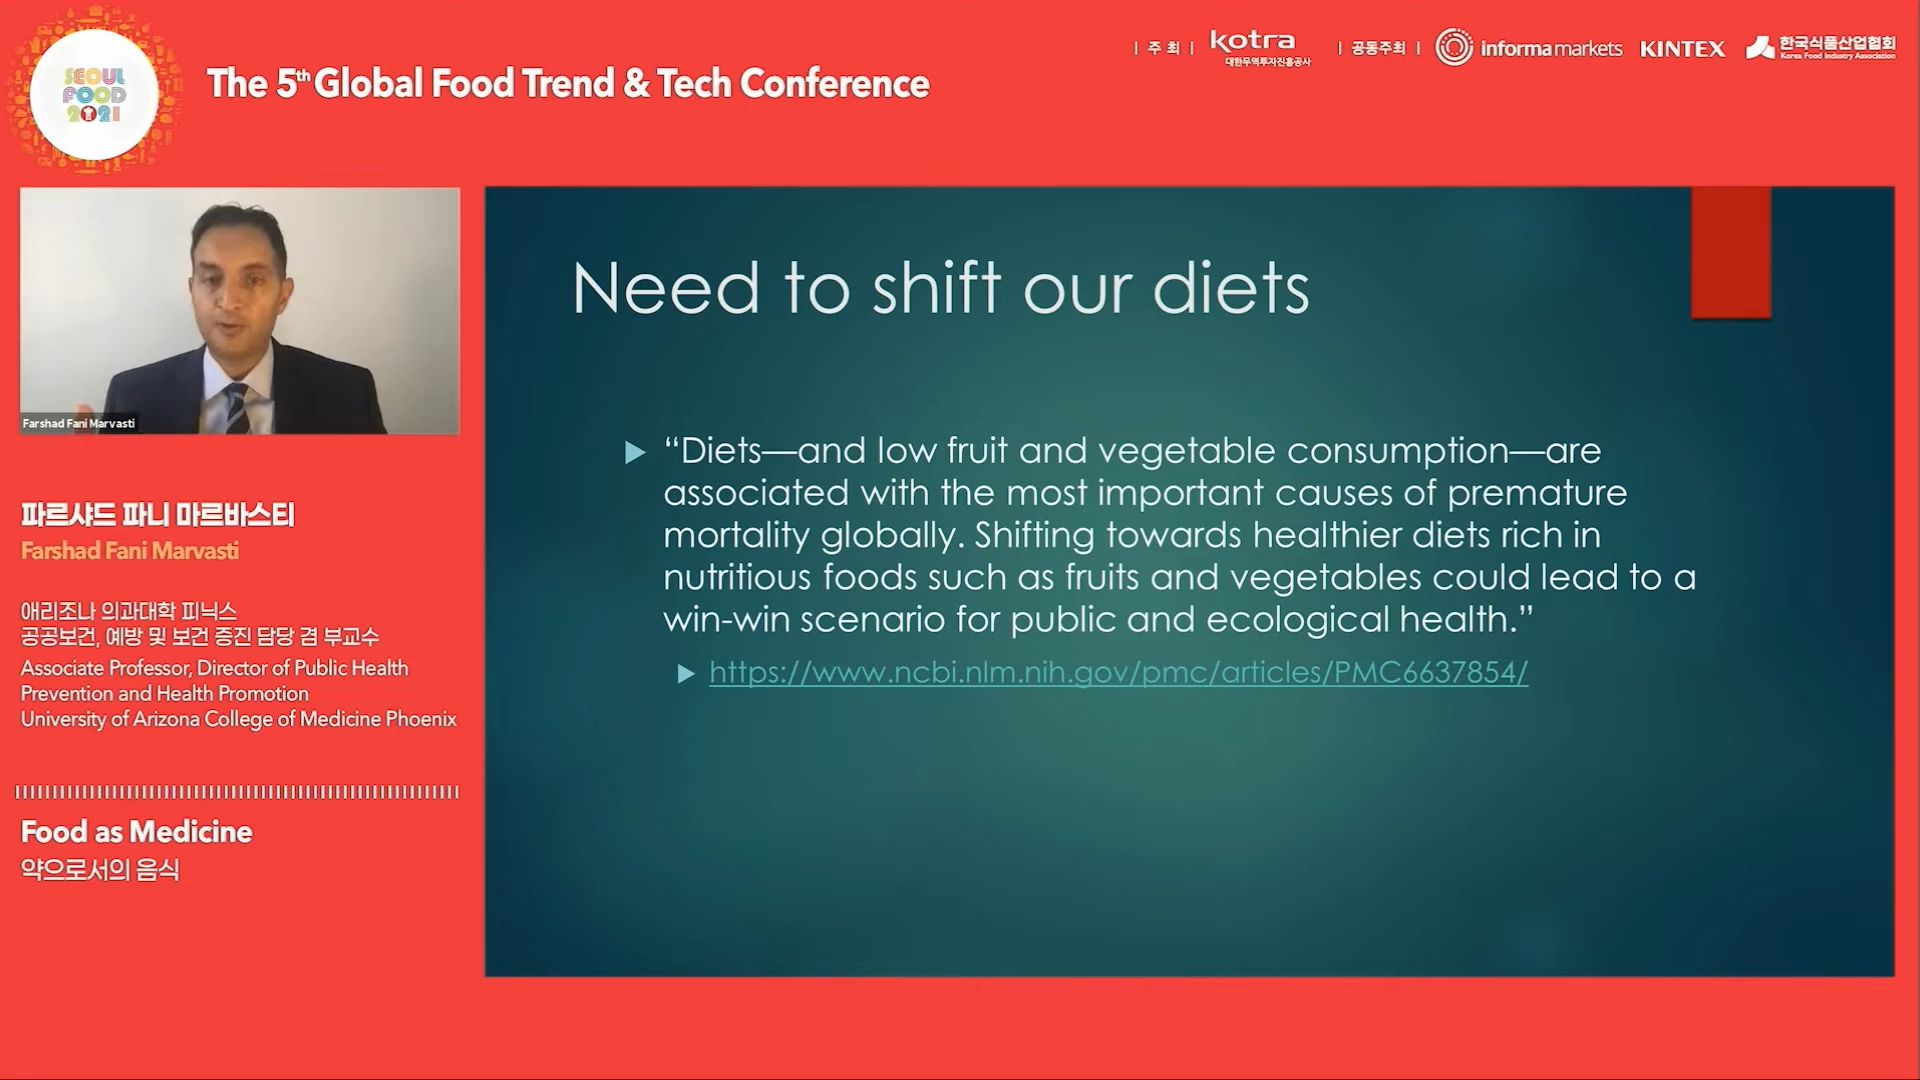 SEOUL
FOOD
2021
The 5th Global Food Trend & Tech Conference
| 주 최 |
kotra
대한무역투자진흥공사
| 공동주최 |
informa markets
KINTEX
한국식품산업협회
Korea Food Industry Association
Farshad Fani Marvasti
파르샤드 파니 마르바스티
Farshad Fani Marvasti
애리조나 의과대학 피닉스
공공보건, 예방 및 보건 증진 담당 겸 부교수
Associate Professor, Director of Public Health
Prevention and Health Promotion
University of Arizona College of Medicine Phoenix
Food as Medicine
약으로서의 음식
Need to shift our diets
“Diets—and low fruit and vegetable consumption—are
associated with the most important causes of premature
mortality globally. Shifting towards healthier diets rich in
nutritious foods such as fruits and vegetables could lead to a
win-win scenario for public and ecological health.”
https://www.ncbi.nlm.nih.gov/pmc/articles/PMC6637854/